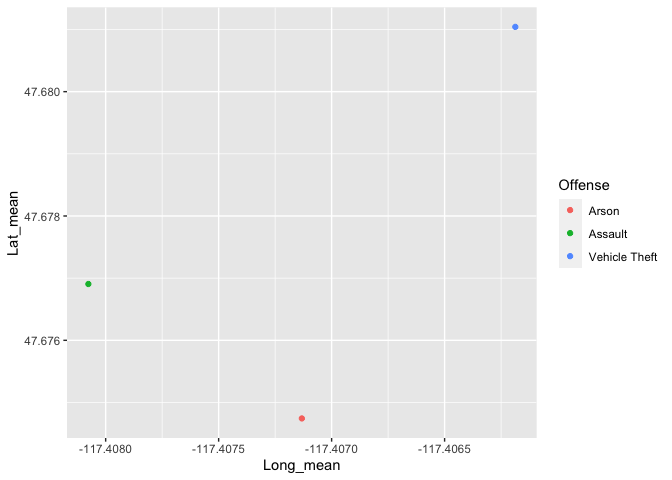 47.680
47.678
47.676
Lat_mean
-117.4080
-117.4075
-117.4070
-117.4065
Long_mean
Offense
Arson
Assault
Vehicle Theft